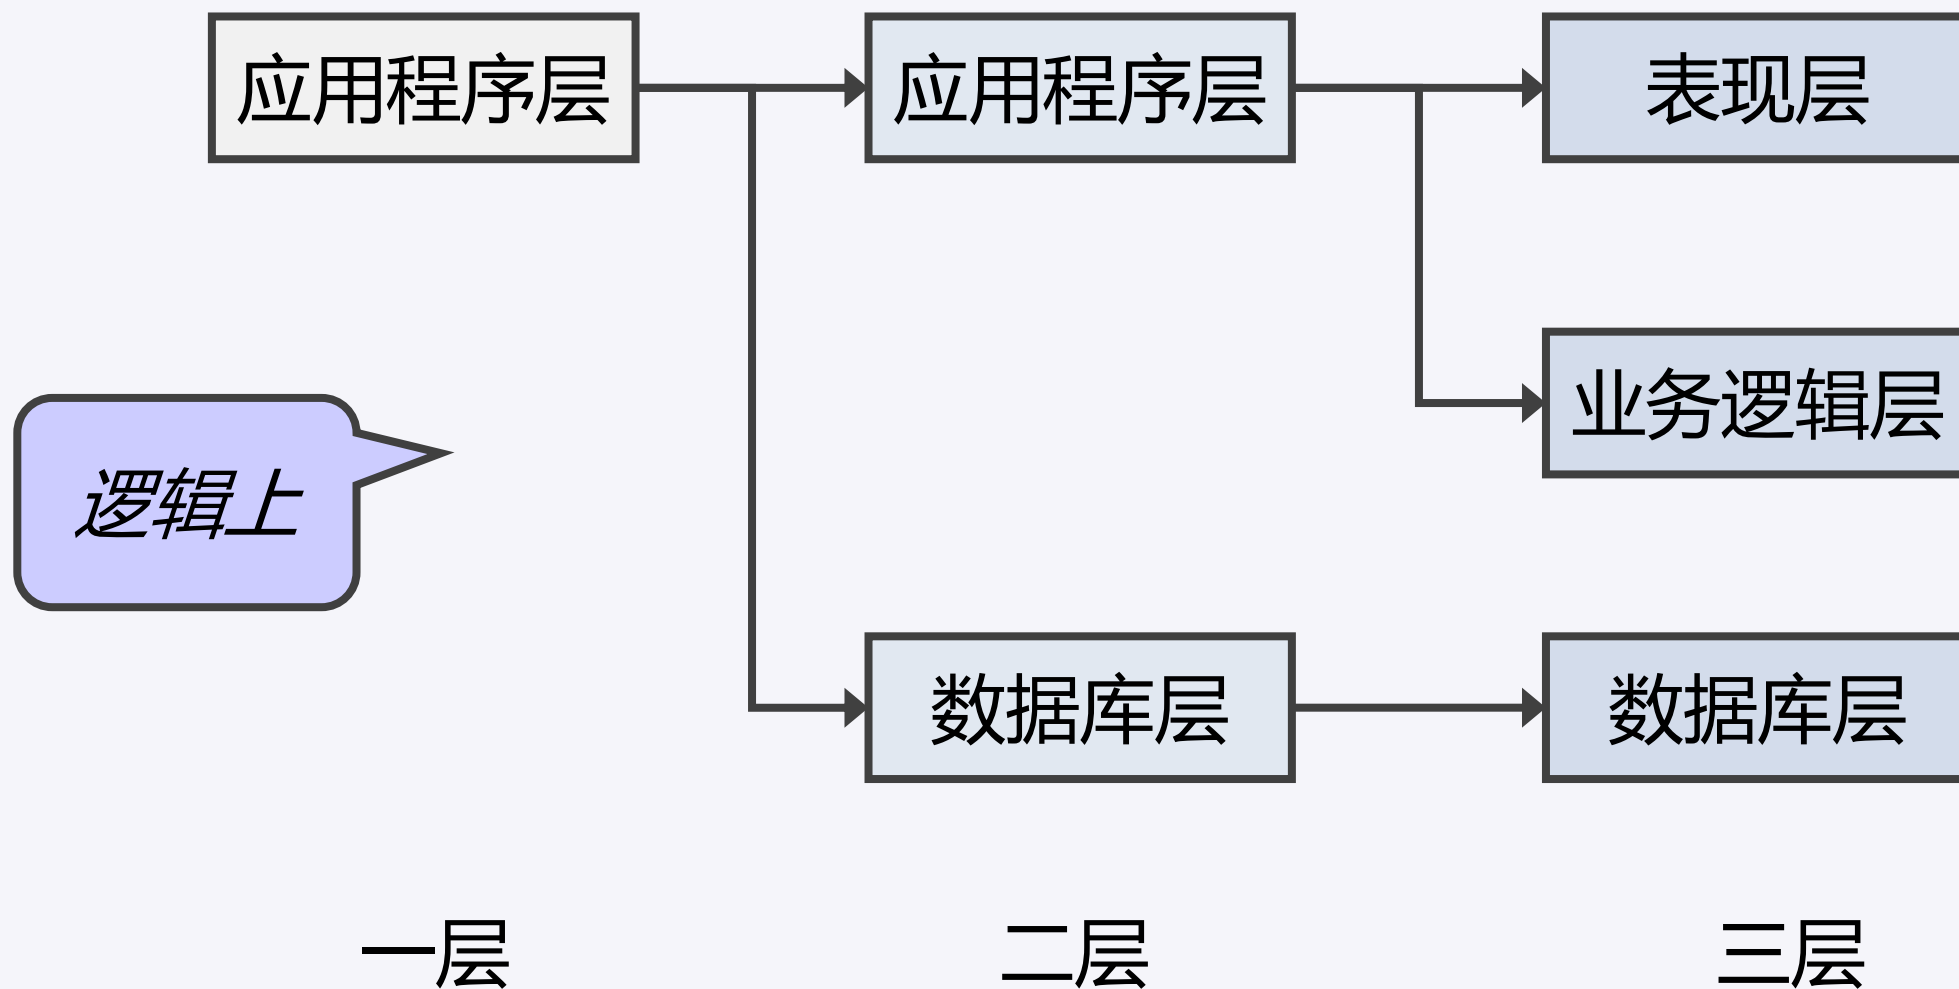 应用程序层
应用程序层
表现层
业务逻辑层
逻辑上
数据库层
数据库层
一层
二层
三层